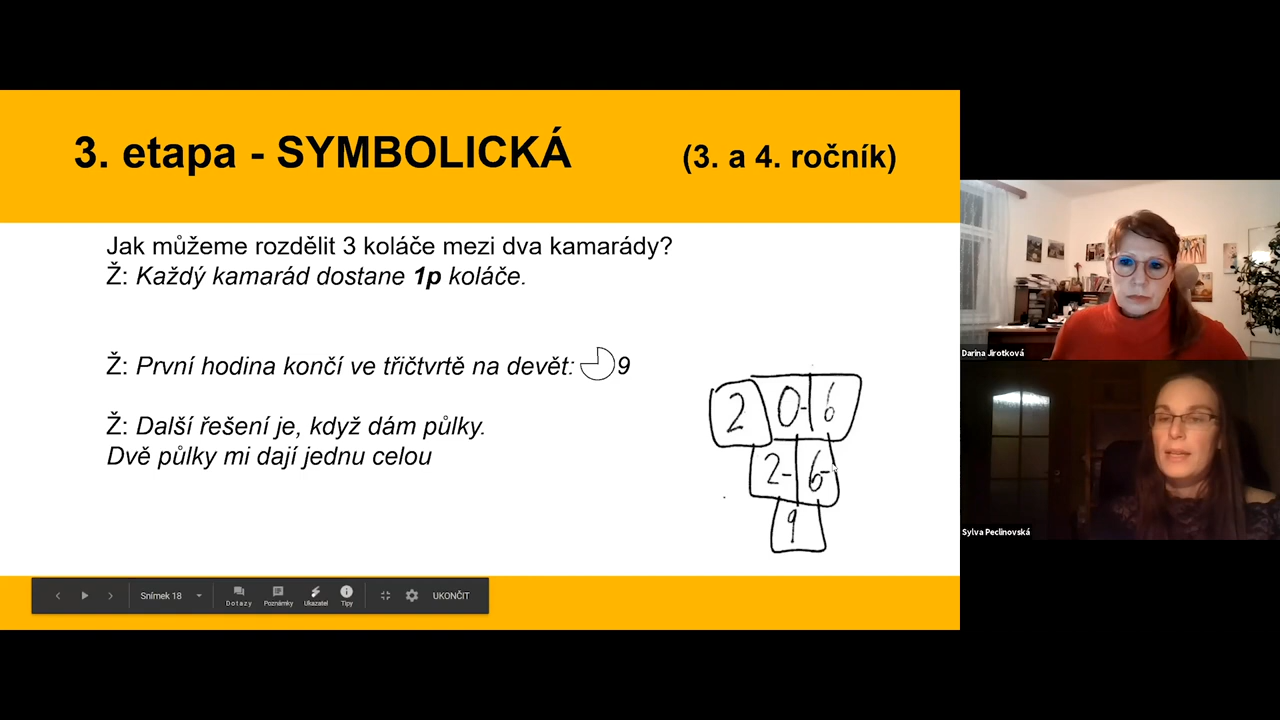 3. etapa - SYMBOLICKÁ (3. a 4. ročník)
Jak můžeme rozdělit 3 koláče mezi dva kamarády?
Ž: Každý kamarád dostane 1p koláče.
Ž: První hodina končí ve třičtvrtě na devět: 9
Ž: Další řešení je, když dám půlky.
Dvě půlky mi dají jednu celou
2 0- 6
2- 6-
9
Snímek 18
Dotazy Poznámky Ukazatel Tipy
UKONČIT
Darina Jirotková
Sylva Peclinovská